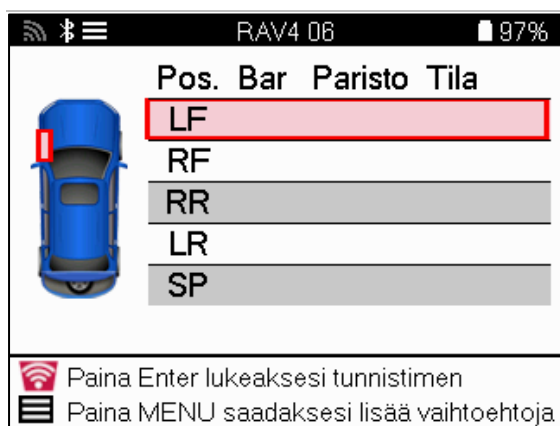 RAV4 06 97%
Pos. Bar Paristo Tila
LF
RF
RR
LR
SP
Paina Enter lukeaksesi tunnistimen
Paina MENU saadaksesi lisää vaihtoehtoja